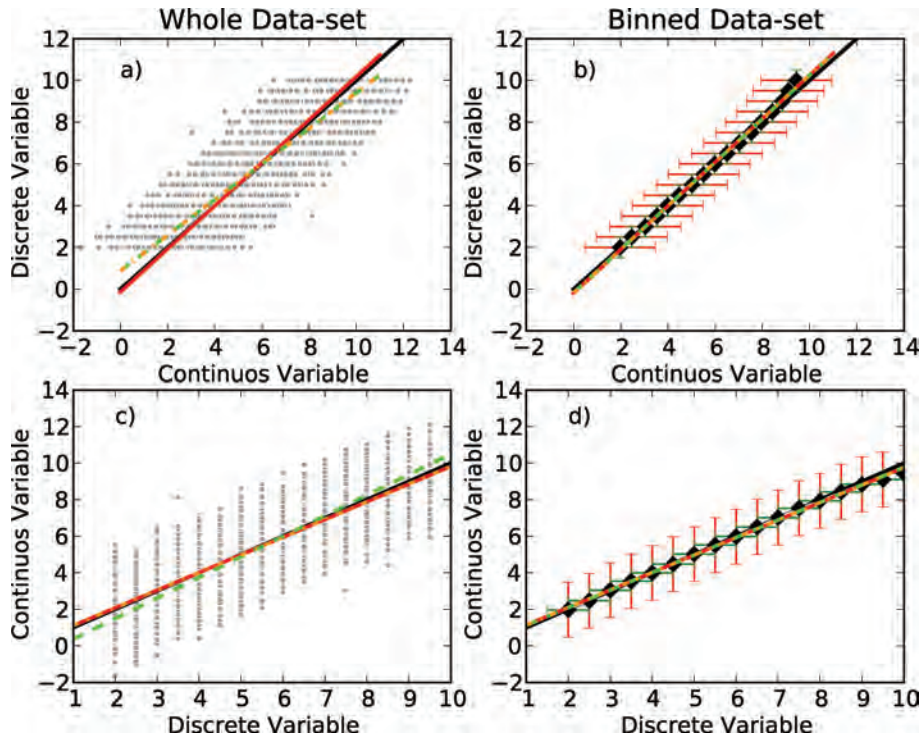 Whole Data-set Binned Data-set
12
10
8
6
4
2
0
−2
Discrete Variable
a)
−2 0 2 4 6 8 10 12 14
Continuos Variable
12
10
8
6
4
2
0
−2
Discrete Variable
b)
−2 0 2 4 6 8 10 12 14
Continuos Variable
14
12
10
8
6
4
2
0
−2
Continuos Variable
c)
1 2 3 4 5 6 7 8 9 10
Discrete Variable
14
12
10
8
6
4
2
0
−2
Continuos Variable
d)
1 2 3 4 5 6 7 8 9 10
Discrete Variable